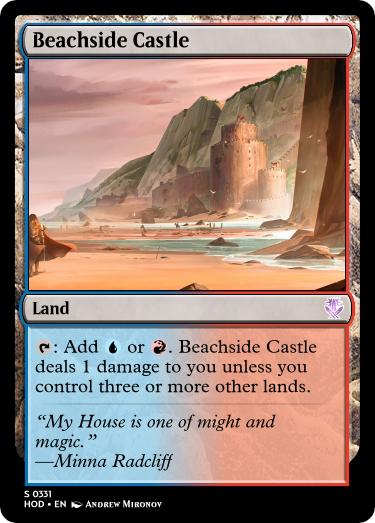 Beachside Castle
Land
: Add or . Beachside Castle
deals 1 damage to you unless you
control three or more other lands.
“My House is one of might and
magic.”
—Minna Radcliff
S 0331
HOD • EN Andrew Mironov